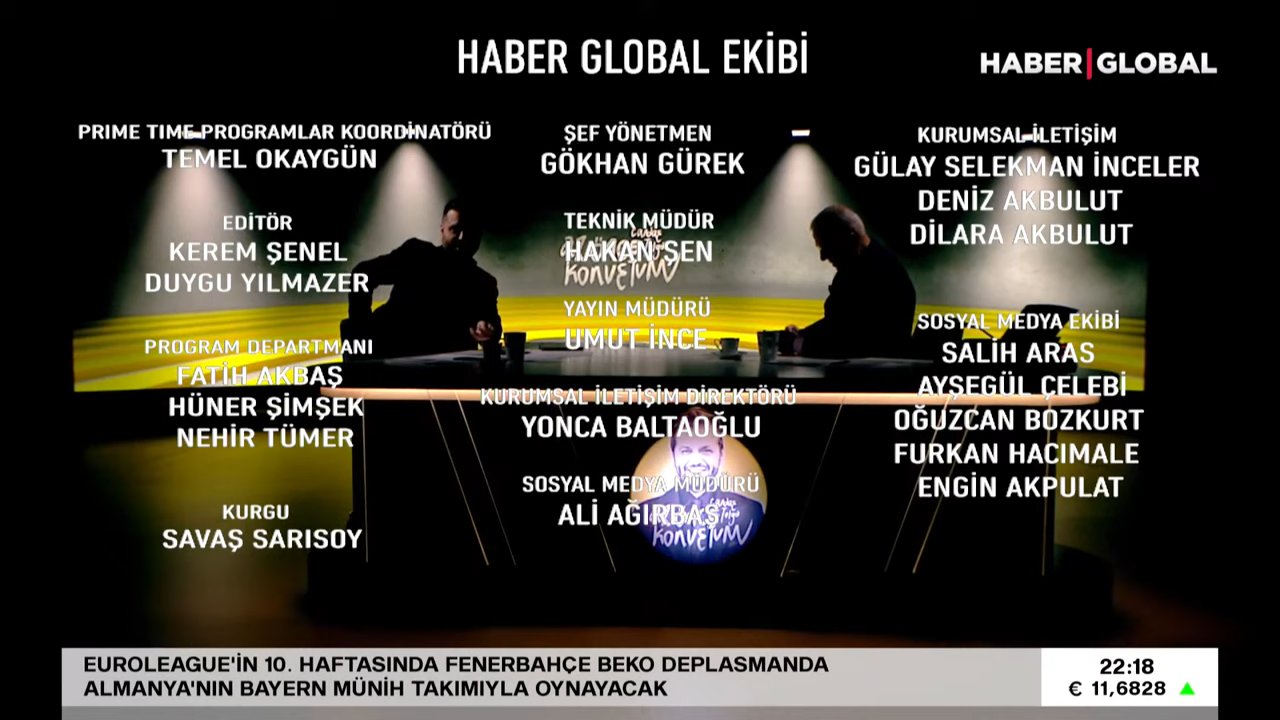 HABER GLOBAL EKİBİ
HABER|GLOBAL
PRIME TIME PROGRAMLAR KOORDİNATÖRÜ
TEMEL OKAYGÜN
EDİTÖR
KEREM ŞENEL
DUYGU YILMAZER
PROGRAM DEPARTMANI
FATİH AKBAŞ
HÜNER ŞİMŞEK
NEHİR TÜMER
KURGU
SAVAŞ SARISOY
ŞEF YÖNETMEN
GÖKHAN GÜREK
TEKNİK MÜDÜR
HAKAN ŞEN
konuşum
YAYIN MÜDÜRÜ
UMUT İNCE
KURUMSAL İLETİŞİM DİREKTÖRÜ
YONCA BALTAOĞLU
SOSYAL MEDYA MÜDÜRÜ
ALİ AĞIRBAŞ
KURUMSAL İLETİŞİM
GÜLAY SELEKMAN İNCELER
DENİZ AKBULUT
DİLARA AKBULUT
SOSYAL MEDYA EKİBİ
SALİH ARAS
AYŞEGÜL ÇELEBİ
OĞUZCAN BOZKURT
FURKAN HACIMALE
ENGİN AKPULAT
EUROLEAGUE'İN 10. HAFTASINDA FENERBAHÇE BEKO DEPLASMANDA
ALMANYA'NIN BAYERN MÜNİH TAKIMIYLA OYNAYACAK
22:18
€ 11,6828 ▲